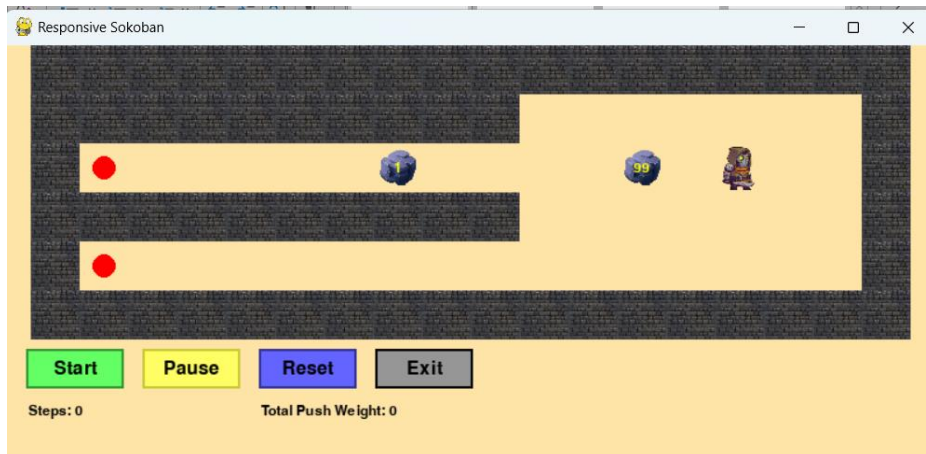 Responsive Sokoban
1
99
Start Pause Reset Exit
Steps: 0 Total Push Weight: 0